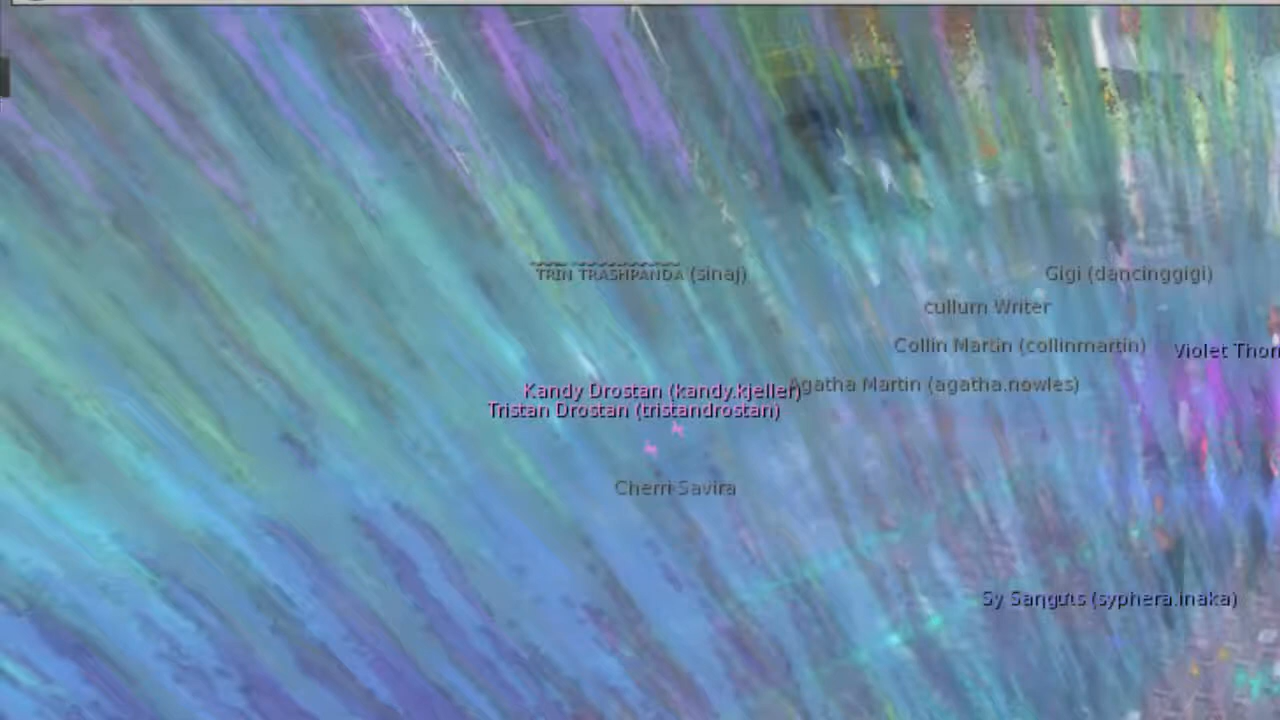 TRIN TRASHPANDA (sinaj)
Gigi (dancinggigi)
cullum Writer
Collin Martin (collinmartin)
Violet Thorn
Agatha Martin (agatha.nowles)
Kandy Drostan (kandy.kjeller)
Tristan Drostan (tristandrostan)
Cherri Savira
Sy Sanguts (syphera.inaka)